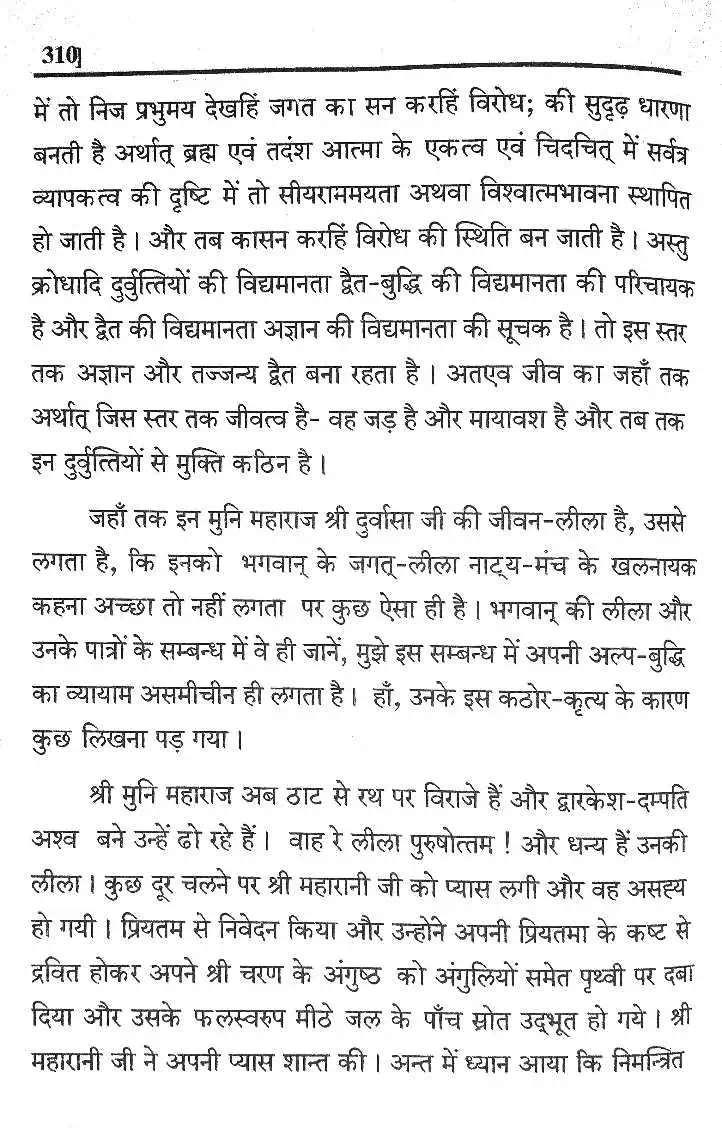 310]
में तो निज प्रभुमय देखहिं जगत का सन करहिं विरोध; की सुदृढ़ धारणा
बनती है अर्थात् ब्रह्म एवं तदंश आत्मा के एकत्व एवं चिदचित् में सर्वत्र
व्यापकत्व की दृष्टि में तो सीयराममयता अथवा विश्वात्मभावना स्थापित
हो जाती है। और तब कासन करहिं विरोध की स्थिति बन जाती है। अस्तु
क्रोधादि दुर्वुत्तियों की विद्यमानता द्वैत-बुद्धि की विद्यमानता की परिचायक
है और द्वैत की विद्यमानता अज्ञान की विद्यमानता की सूचक है। तो इस स्तर
तक अज्ञान और तज्जन्य द्वैत बना रहता है। अतएव जीव का जहाँ तक
अर्थात् जिस स्तर तक जीवत्व है- वह जड़ है और मायावश है और तब तक
इन दुर्वुत्तियों से मुक्ति कठिन है।
जहाँ तक इन मुनि महाराज श्री दुर्वासा जी की जीवन-लीला है, उससे
लगता है, कि इनको भगवान् के जगत्-लीला नाट्य-मंच के खलनायक
कहना अच्छा तो नहीं लगता पर कुछ ऐसा ही है। भगवान् की लीला और
उनके पात्रों के सम्बन्ध में वे ही जानें, मुझे इस सम्बन्ध में अपनी अल्प-बुद्धि
का व्यायाम असमीचीन ही लगता है। हाँ, उनके इस कठोर-कृत्य के कारण
कुछ लिखना पड़ गया।
श्री मुनि महाराज अब ठाट से रथ पर विराजे हैं और द्वारकेश-दम्पति
अश्व बने उन्हें ढो रहे हैं। वाह रे लीला पुरुषोत्तम ! और धन्य हैं उनकी
लीला। कुछ दूर चलने पर श्री महारानी जी को प्यास लगी और वह असह्य
हो गयी। प्रियतम से निवेदन किया और उन्होने अपनी प्रियतमा के कष्ट से
द्रवित होकर अपने श्री चरण के अंगुष्ठ को अंगुलियों समेत पृथ्वी पर दबा
दिया और उसके फलस्वरुप मीठे जल के पाँच स्रोत उद्भूत हो गये। श्री
महारानी जी ने अपनी प्यास शान्त की। अन्त में ध्यान आया कि निमन्त्रित